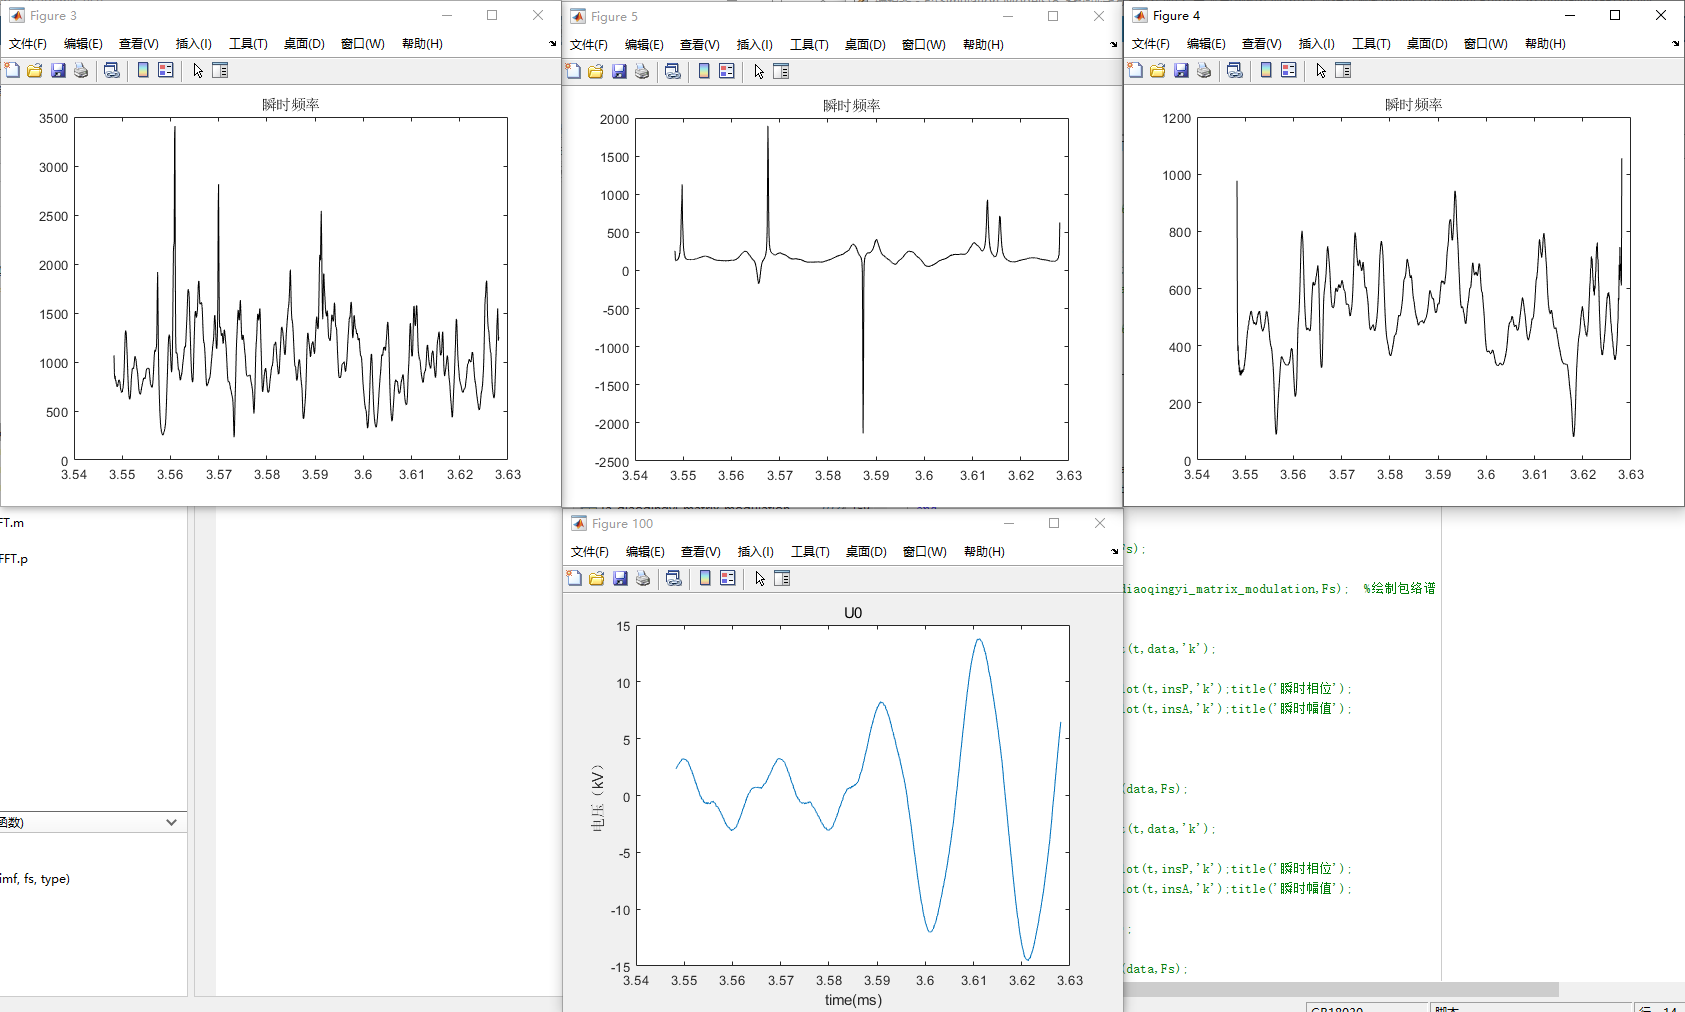 Figure 3
文件(F) 编辑(E) 查看(V) 插入(I) 工具(T) 桌面(D) 窗口(W) 帮助(H)
瞬时频率
3500
3000
2500
2000
1500
1000
500
0
3.54 3.55 3.56 3.57 3.58 3.59 3.6 3.61 3.62 3.63
Figure 5
文件(F) 编辑(E) 查看(V) 插入(I) 工具(T) 桌面(D) 窗口(W) 帮助(H)
瞬时频率
2000
1500
1000
500
0
-500
-1000
-1500
-2000
-2500
3.54 3.55 3.56 3.57 3.58 3.59 3.6 3.61 3.62 3.63
Figure 4
文件(F) 编辑(E) 查看(V) 插入(I) 工具(T) 桌面(D) 窗口(W) 帮助(H)
瞬时频率
1200
1000
800
600
400
200
0
3.54 3.55 3.56 3.57 3.58 3.59 3.6 3.61 3.62 3.63
FT.m
FFT.p
函数)
imf, fs, type)
Figure 100
文件(F) 编辑(E) 查看(V) 插入(I) 工具(T) 桌面(D) 窗口(W) 帮助(H)
U0
电压（kV）
15
10
5
0
-5
-10
-15
3.54 3.55 3.56 3.57 3.58 3.59 3.6 3.61 3.62 3.63
time(ms)
s);
diaoqingyi_matrix_modulation,Fs); %绘制包络谱
(t,data,'k');
lot(t,insP,'k');title('瞬时相位');
lot(t,insA,'k');title('瞬时幅值');
(data,Fs);
(t,data,'k');
lot(t,insP,'k');title('瞬时相位');
lot(t,insA,'k');title('瞬时幅值');
;
(data,Fs);
GB18030 脚本 行 14